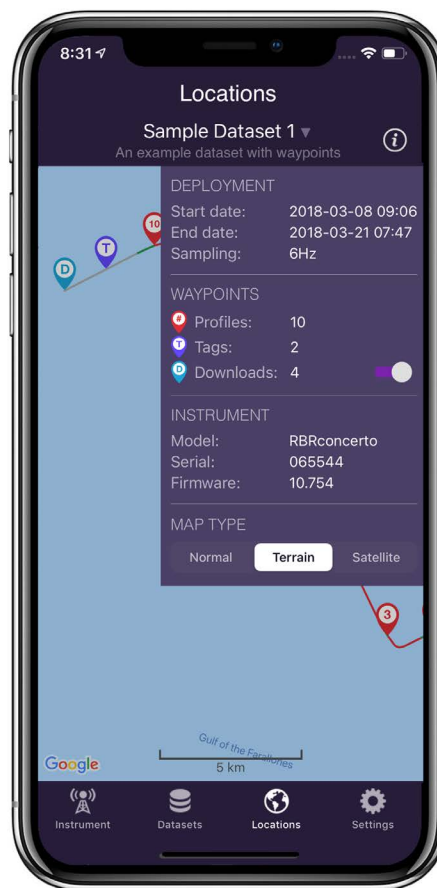 8:31
Locations
Sample Dataset 1
An example dataset with waypoints
i
DEPLOYMENT
Start date: 2018-03-08 09:06
End date: 2018-03-21 07:47
Sampling: 6Hz
WAYPOINTS
# Profiles: 10
T Tags: 2
D Downloads: 4
INSTRUMENT
Model: RBRconcerto
Serial: 065544
Firmware: 10.754
MAP TYPE
Normal Terrain Satellite
10
T
D
3
Gulf of the Farallones
Google
5 km
Instrument Datasets Locations Settings